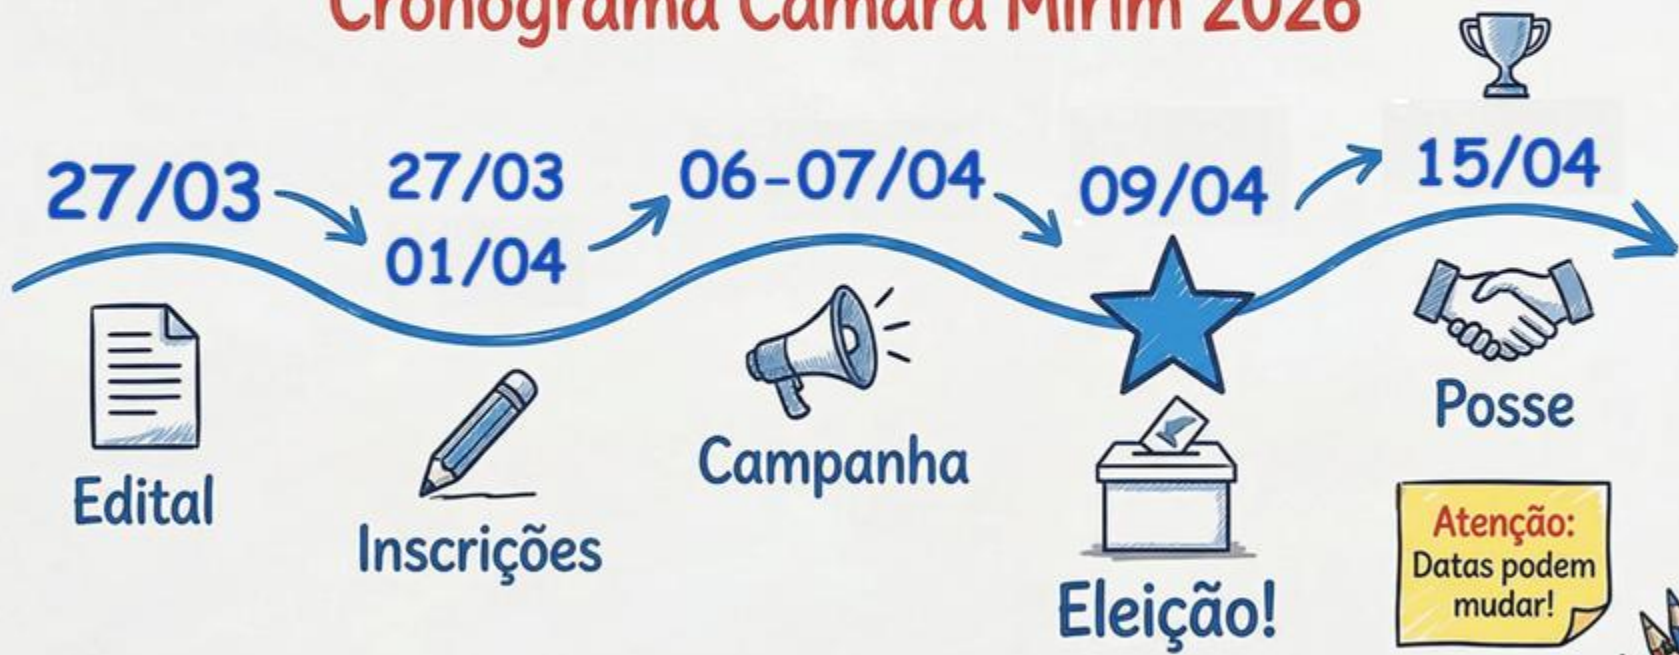 Cronograma Câmara Mirim 2026
27/03
27/03
01/04
06-07/04
09/04
15/04
Edital
Inscrições
Campanha
Eleição!
Posse
Atenção:
Datas podem
mudar!